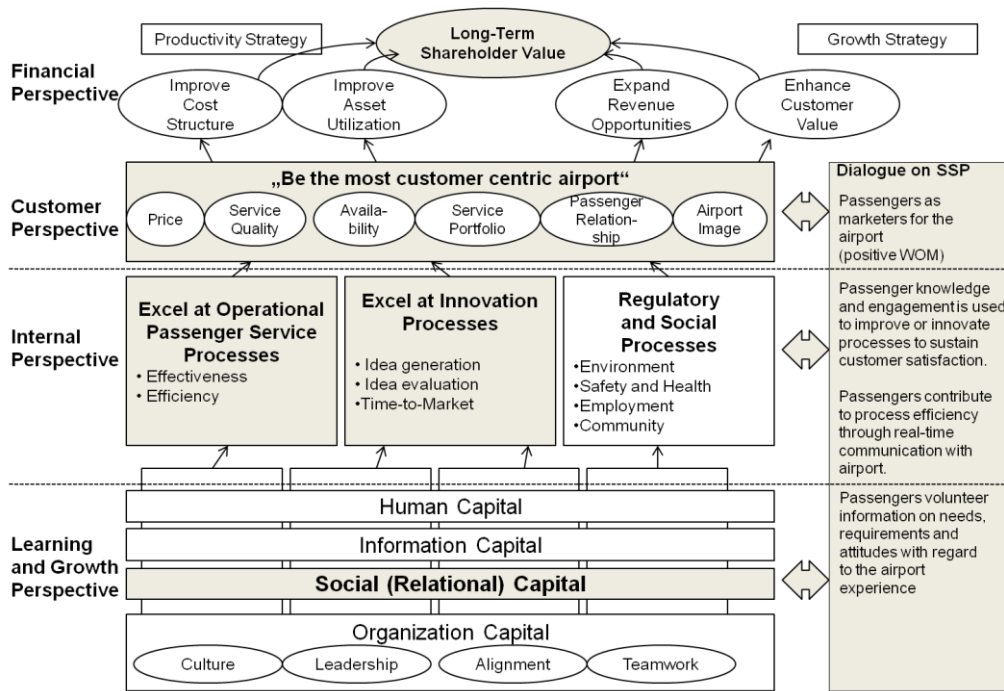 Productivity Strategy
Long-Term
Shareholder Value
Growth Strategy
Financial
Perspective
Improve
Cost
Structure
Improve
Asset
Utilization
Expand
Revenue
Opportunities
Enhance
Customer
Value
Customer
Perspective
„Be the most customer centric airport“
Price
Service
Quality
Availa-
bility
Service
Portfolio
Passenger
Relation-
ship
Airport
Image
Dialogue on SSP
Passengers as
marketers for the
airport
(positive WOM)
Internal
Perspective
Excel at Operational
Passenger Service
Processes
• Effectiveness
• Efficiency
Excel at Innovation
Processes
• Idea generation
• Idea evaluation
•Time-to-Market
Regulatory
and Social
Processes
•Environment
•Safety and Health
•Employment
•Community
Passenger knowledge
and engagement is used
to improve or innovate
processes to sustain
customer satisfaction.
Passengers contribute
to process efficiency
through real-time
communication with
airport.
Learning
and Growth
Perspective
Human Capital
Information Capital
Social (Relational) Capital
Organization Capital
Culture
Leadership
Alignment
Teamwork
Passengers volunteer
information on needs,
requirements and
attitudes with regard
to the airport
experience